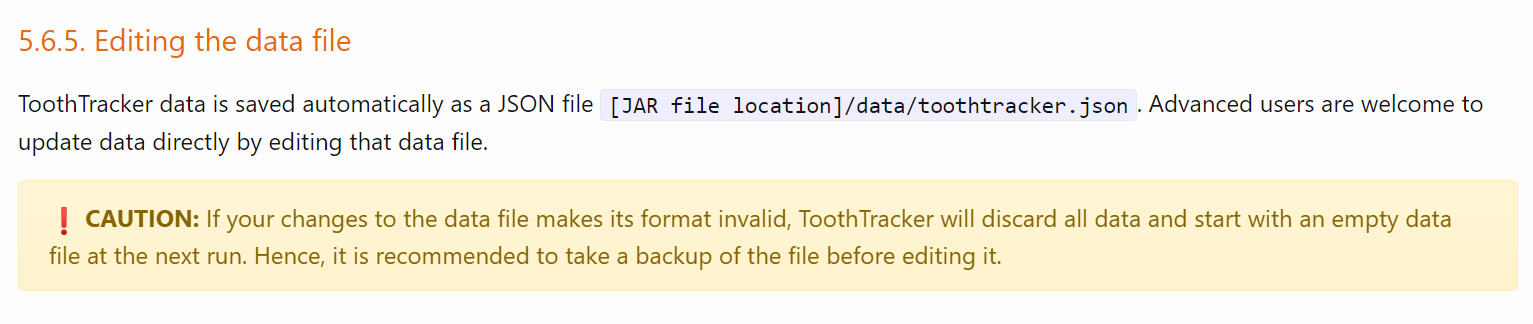 5.6.5. Editing the data file
ToothTracker data is saved automatically as a JSON file [JAR file location]/data/toothtracker.json. Advanced users are welcome to
update data directly by editing that data file.
❗ CAUTION: If your changes to the data file makes its format invalid, ToothTracker will discard all data and start with an empty data
file at the next run. Hence, it is recommended to take a backup of the file before editing it.